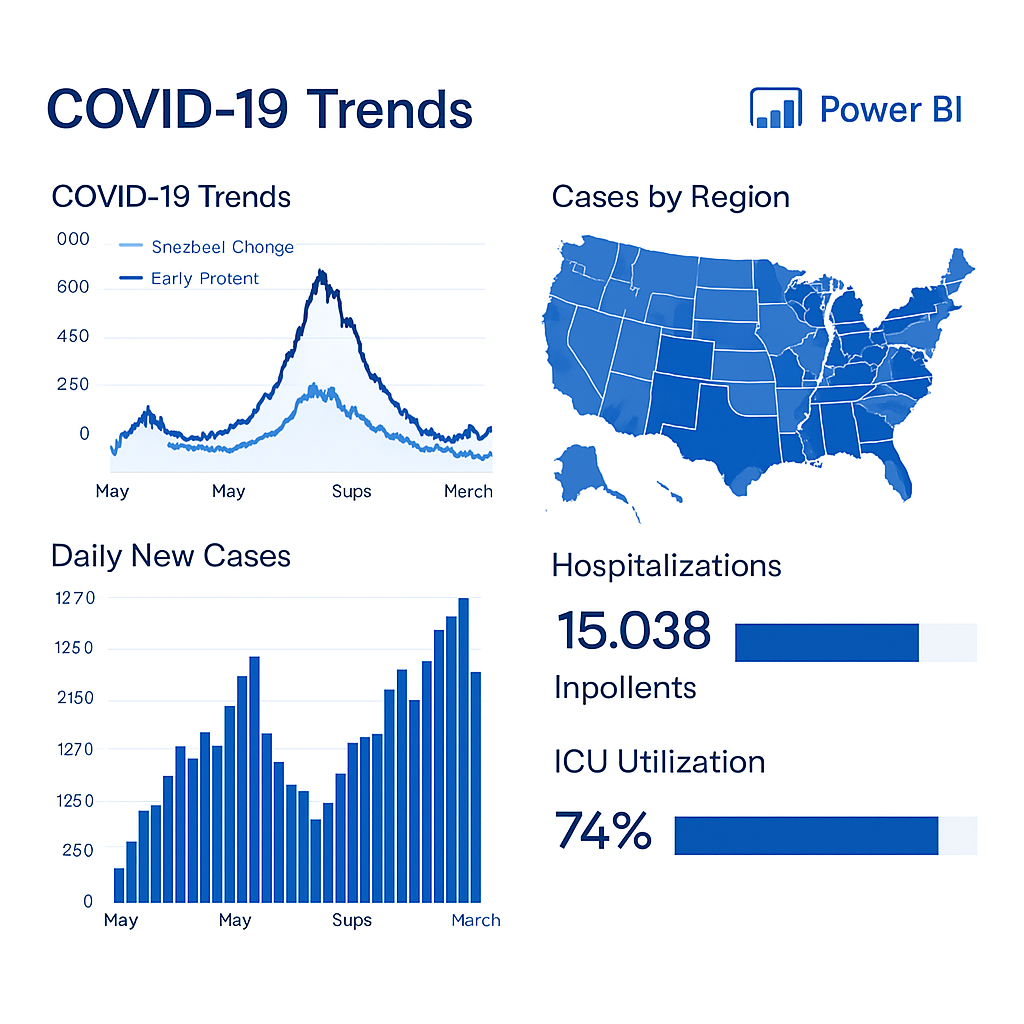 COVID-19 Trends
Power BI
COVID-19 Trends
000
600
450
250
0
Snezbeel Chonge
Early Protent
May
May
Sups
Merch
Cases by Region
Daily New Cases
1270
1250
2150
1270
1250
250
0
May
May
Sups
March
Hospitalizations
15.038
Inpollents
ICU Utilization
74%